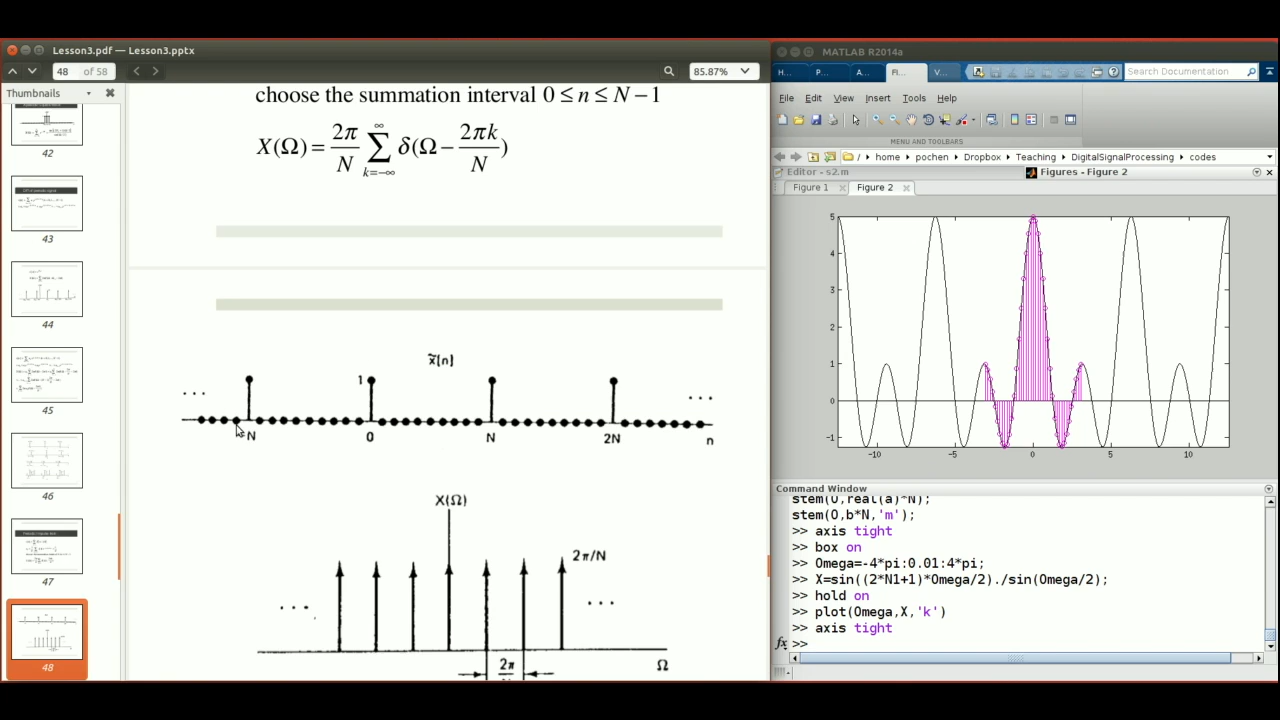 Lesson3.pdf — Lesson3.pptx
48 of 58
85.87%
Thumbnails
42
43
44
45
46
47
48
choose the summation interval 0 ≤ n ≤ N − 1
X(Ω) = 2π/N ∑ k=−∞ ∞ δ(Ω − 2πk/N)
x̃[n]
1
. . .
. . .
-N
0
N
2N
n
X(Ω)
2π/N
. . .
. . .
Ω
2π
MATLAB R2014a
H...
P...
A...
FI...
V...
Search Documentation
File Edit View Insert Tools Help
MENU AND TOOLS
/ home pochen Dropbox Teaching DigitalSignalProcessing codes
Editor - s2.m
Figures - Figure 2
Figure 1
Figure 2
5
4
3
2
1
0
-1
-10
-5
0
5
10
Command Window
stem(O,real(a)*N);
stem(O,b*N,'m');
>> axis tight
>> box on
>> Omega=-4*pi:0.01:4*pi;
>> X=sin((2*N1+1)*Omega/2)./sin(Omega/2);
>> hold on
>> plot(Omega,X,'k')
>> axis tight
fx >>